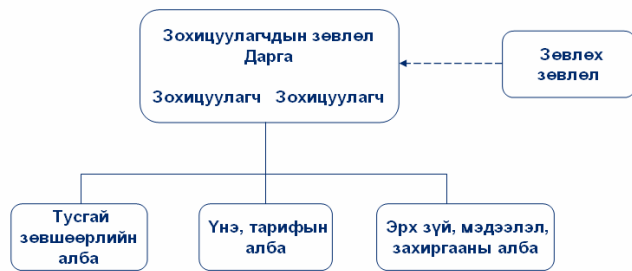 Зохицуулагчдын зөвлөл
Дарга
Зохицуулагч Зохицуулагч
Зөвлөх
зөвлөл
Тусгай
зөвшөөрлийн
алба
Үнэ, тарифын
алба
Эрх зүй, мэдээлэл,
захиргааны алба